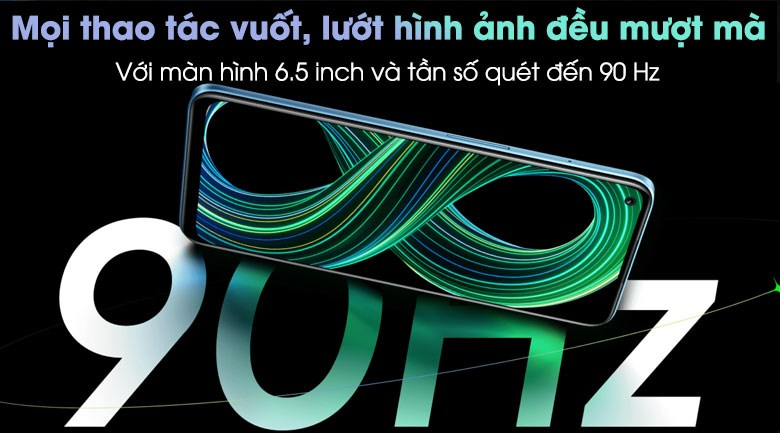 Mọi thao tác vuốt, lướt hình ảnh đều mượt mà
Với màn hình 6.5 inch và tần số quét đến 90 Hz
90Hz